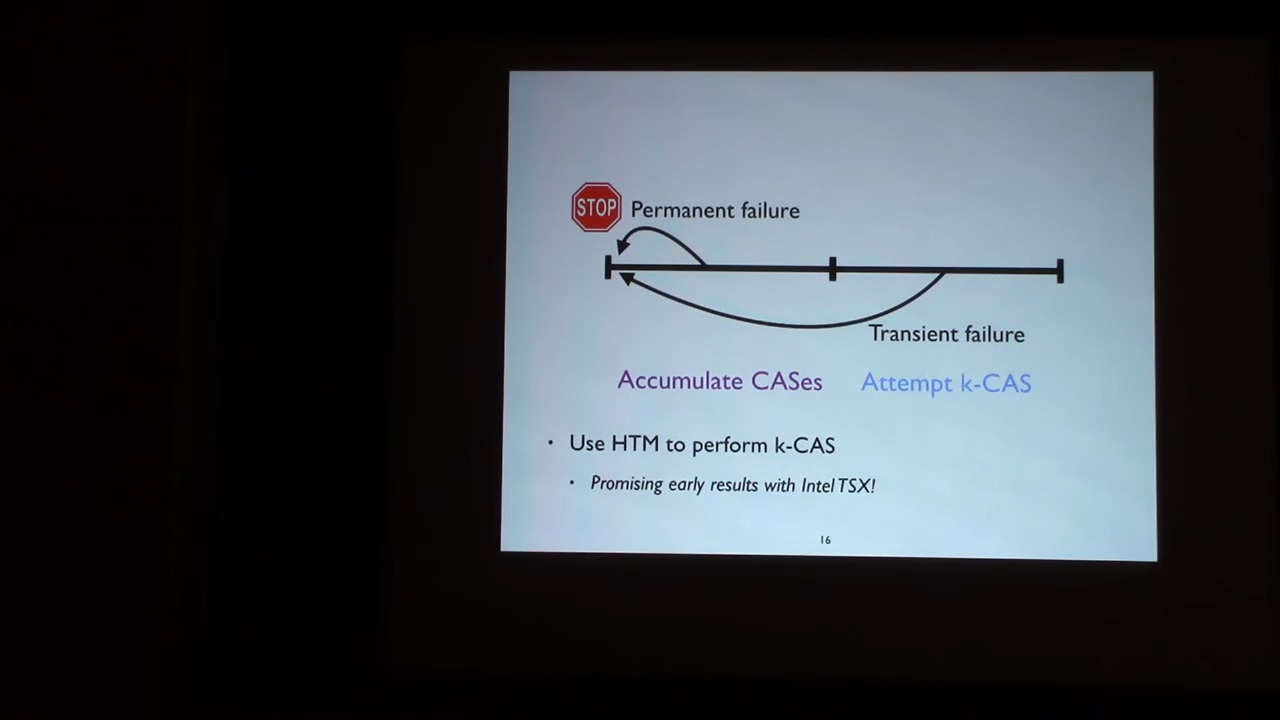 STOP Permanent failure
Transient failure
Accumulate CASes Attempt k-CAS
• Use HTM to perform k-CAS
• Promising early results with Intel TSX!
16